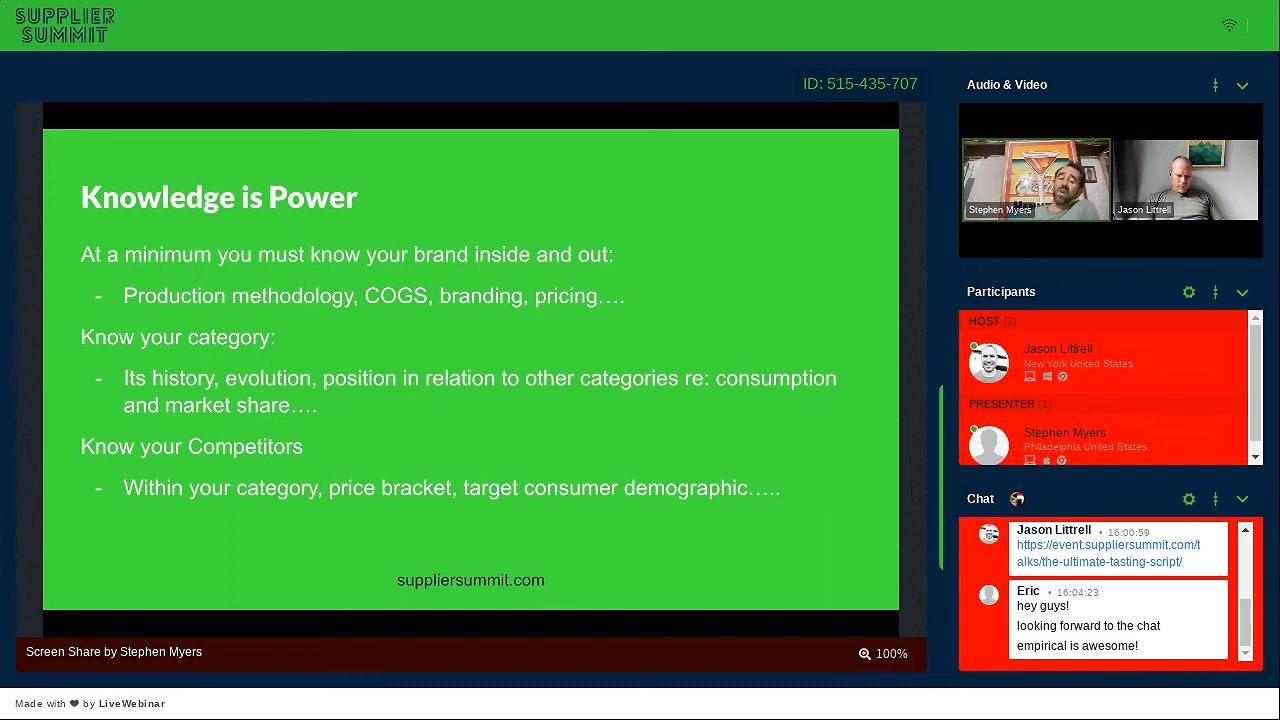 SUPPLIER
SUMMIT
ID: 515-435-707
Knowledge is Power
At a minimum you must know your brand inside and out:
- Production methodology, COGS, branding, pricing….
Know your category:
- Its history, evolution, position in relation to other categories re: consumption
and market share….
Know your Competitors
- Within your category, price bracket, target consumer demographic…..
suppliersummit.com
Screen Share by Stephen Myers
100%
Audio & Video
Stephen Myers
Jason Littrell
Participants
HOST (1)
Jason Littrell
New York United States
PRESENTER (1)
Stephen Myers
Philadelphia United States
Chat
Jason Littrell • 16:00:59
https://event.suppliersummit.com/t
alks/the-ultimate-tasting-script/
Eric • 16:04:23
hey guys!
looking forward to the chat
empirical is awesome!
Made with ❤ by LiveWebinar